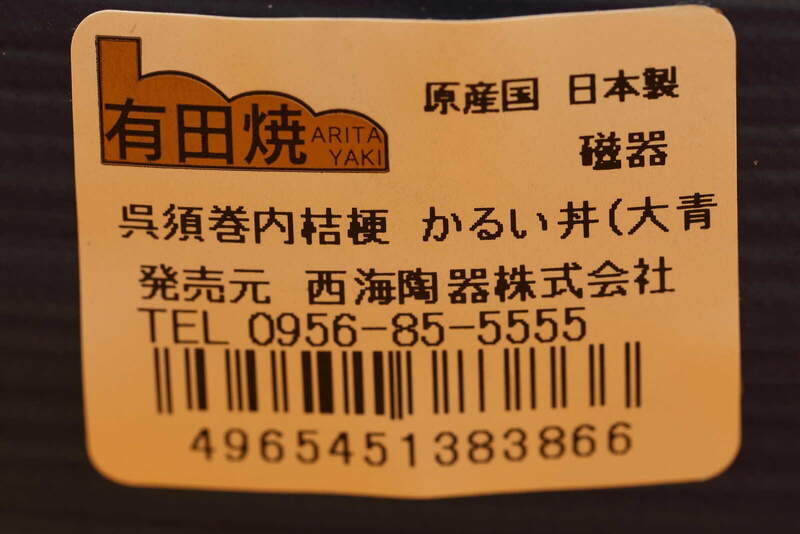 有田焼
ARITA
YAKI
原産国 日本製
磁器
呉須巻内桔梗 かるい丼(大青
発売元 西海陶器株式会社
TEL 0956-85-5555
4965451383866